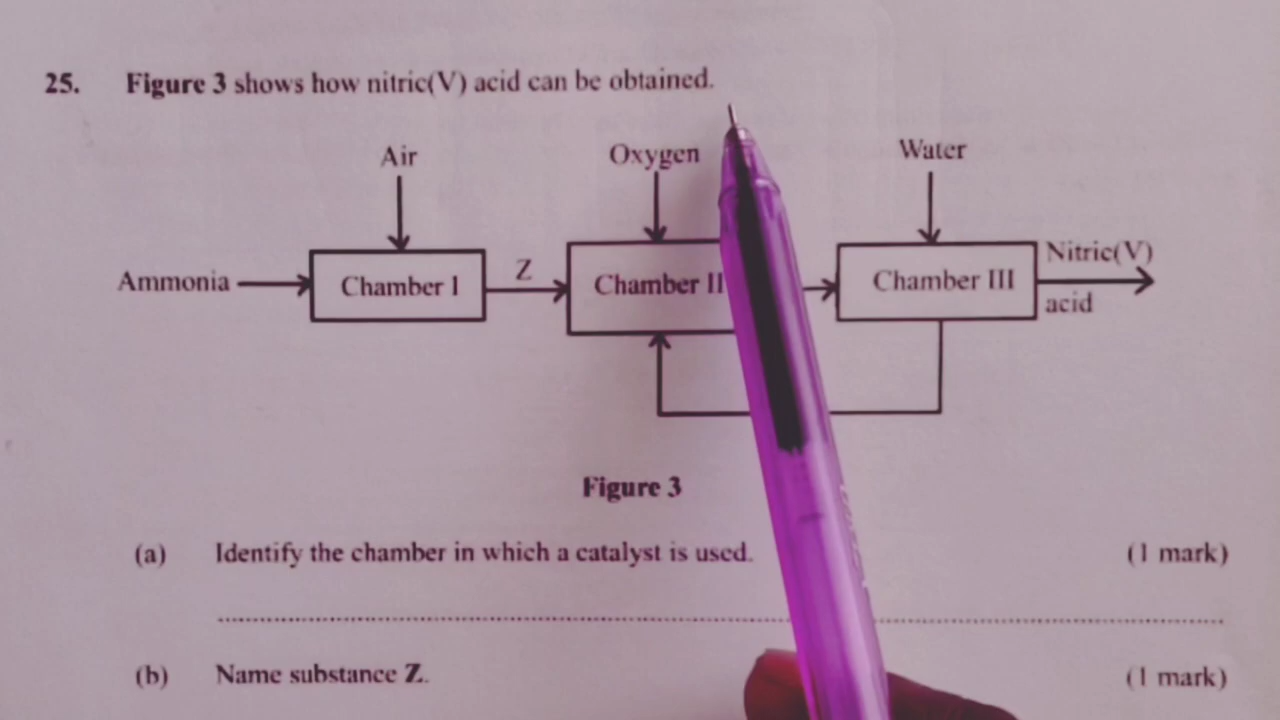 25. Figure 3 shows how nitric(V) acid can be obtained.
Air Oxygen Water
Ammonia Chamber I Z Chamber II Chamber III Nitric(V)
acid
Figure 3
(a) Identify the chamber in which a catalyst is used. (1 mark)
(b) Name substance Z. (1 mark)